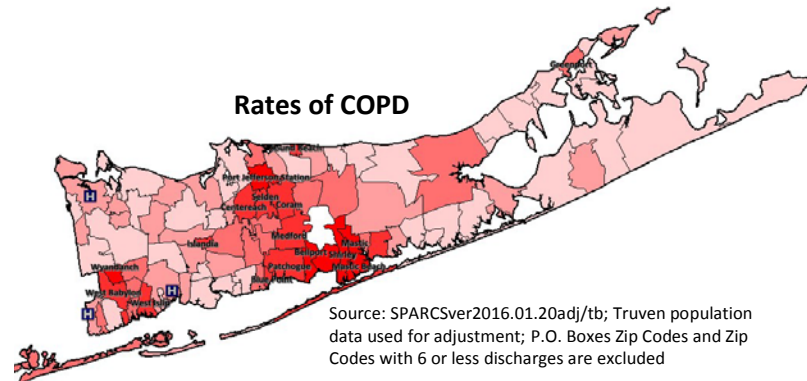 Greenport
Rates of COPD
Sound Beach
Port Jefferson Station
Selden
Centereach
Coram
Islandia
Medford
Mastic
Bellport
Shirley
Wyandanch
Patchogue
Mastic Beach
Blue Point
West Babylon
West Islip
H
H
H
Source: SPARCSver2016.01.20adj/tb; Truven population
data used for adjustment; P.O. Boxes Zip Codes and Zip
Codes with 6 or less discharges are excluded